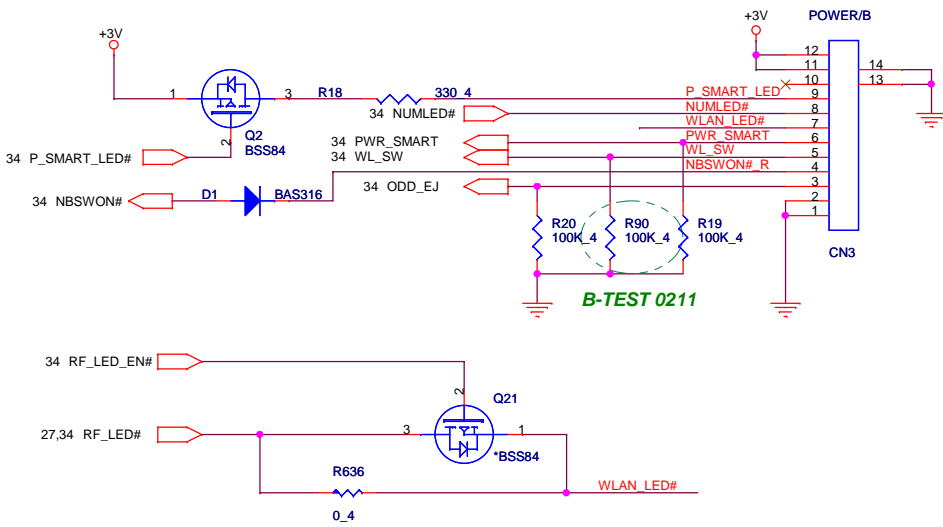 POWER/B
+3V
+3V
12
11
10
14
13
1
3
R18
330_4
P_SMART_LED
9
34 NUMLED#
NUMLED#
8
WLAN_LED#
7
Q2
BSS84
2
34 PWR_SMART
PWR_SMART
6
34 P_SMART_LED#
34 WL_SW
WL_SW
5
NBSWON#_R
4
34 NBSWON#
D1
BAS316
34 ODD_EJ
3
2
1
R20
100K_4
R90
100K_4
R19
100K_4
CN3
B-TEST 0211
34 RF_LED_EN#
2
Q21
27,34 RF_LED#
3
1
*BSS84
R636
WLAN_LED#
0_4